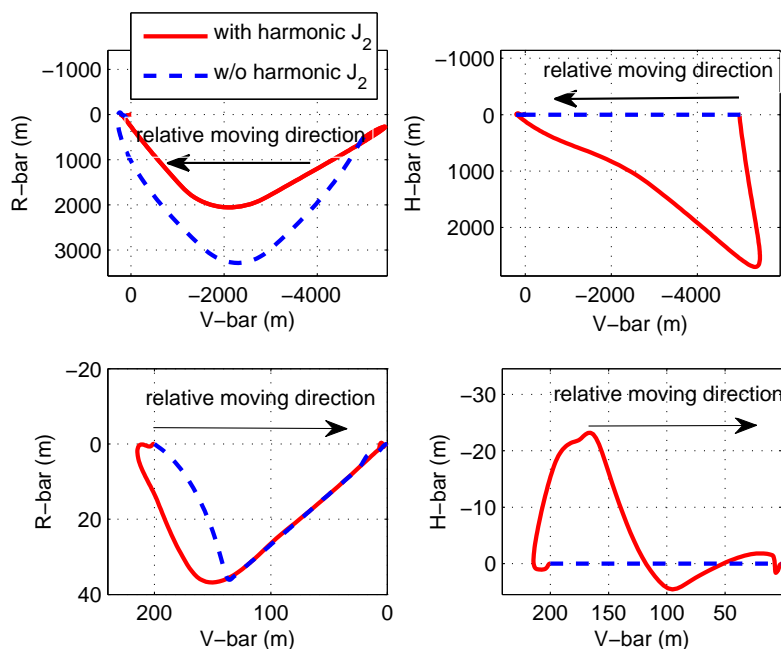 with harmonic J₂
w/o harmonic J₂
−1000
0
1000
2000
3000
R−bar (m)
relative moving direction
0
−2000
−4000
V−bar (m)
−1000
0
1000
2000
H−bar (m)
relative moving direction
0
−2000
−4000
V−bar (m)
−20
0
20
40
R−bar (m)
relative moving direction
200
100
0
V−bar (m)
−30
−20
−10
0
H−bar (m)
relative moving direction
200
150
100
50
V−bar (m)